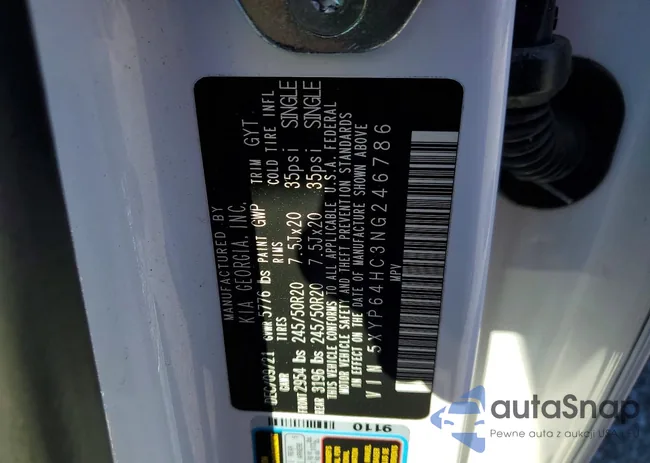 MANUFACTURED BY
KIA GEORGIA, INC.
DEC/09/21 GVWR 5776 lbs PAINT GWP TRIM GYT
GAWR TIRES RIMS COLD TIRE INFL
FRONT 2954 lbs 245/50R20 7.5Jx20 35psi SINGLE
REAR 3196 lbs 245/50R20 7.5Jx20 35psi SINGLE
THIS VEHICLE CONFORMS TO ALL APPLICABLE U.S.A. FEDERAL
MOTOR VEHICLE SAFETY AND THEFT PREVENTION STANDARDS
IN EFFECT ON THE DATE OF MANUFACTURE SHOWN ABOVE
VIN 5XYP64HC3NG246786
MPV
9110
autaSnap
Pewne auta z aukcji